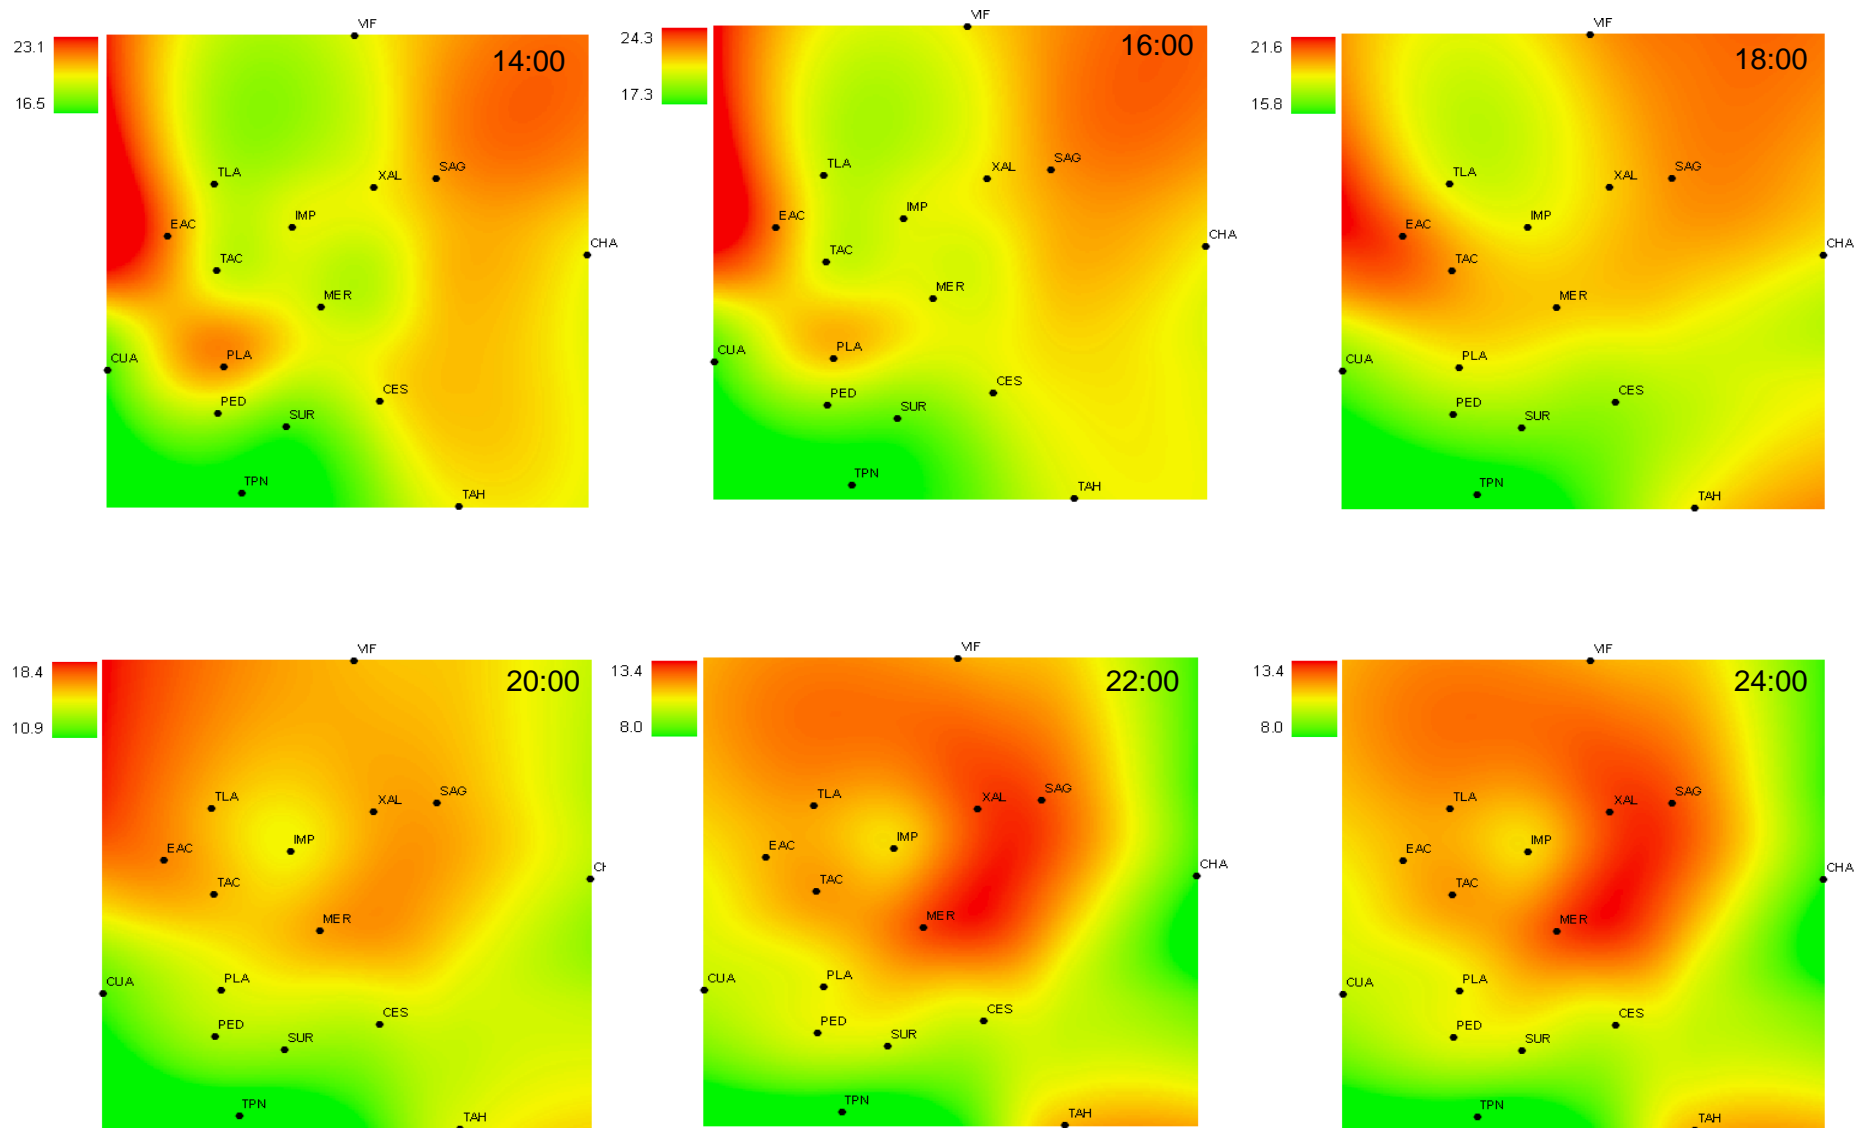 VIF
23.1
14:00
16.5
TLA
XAL
SAG
EAC
IMP
CHA
TAC
MER
CUA
PLA
PED
SUR
CES
TPN
TAH
VIF
24.3
16:00
17.3
TLA
XAL
SAG
EAC
IMP
CHA
TAC
MER
CUA
PLA
PED
SUR
CES
TPN
TAH
VIF
21.6
18:00
15.8
TLA
XAL
SAG
EAC
IMP
CHA
TAC
MER
CUA
PLA
PED
SUR
CES
TPN
TAH
VIF
18.4
20:00
10.9
TLA
XAL
SAG
EAC
IMP
CH
TAC
MER
CUA
PLA
PED
SUR
CES
TPN
TAH
VIF
13.4
22:00
8.0
TLA
XAL
SAG
EAC
IMP
CHA
TAC
MER
CUA
PLA
PED
SUR
CES
TPN
TAH
VIF
13.4
24:00
8.0
TLA
XAL
SAG
EAC
IMP
CHA
TAC
MER
CUA
PLA
PED
SUR
CES
TPN
TAH